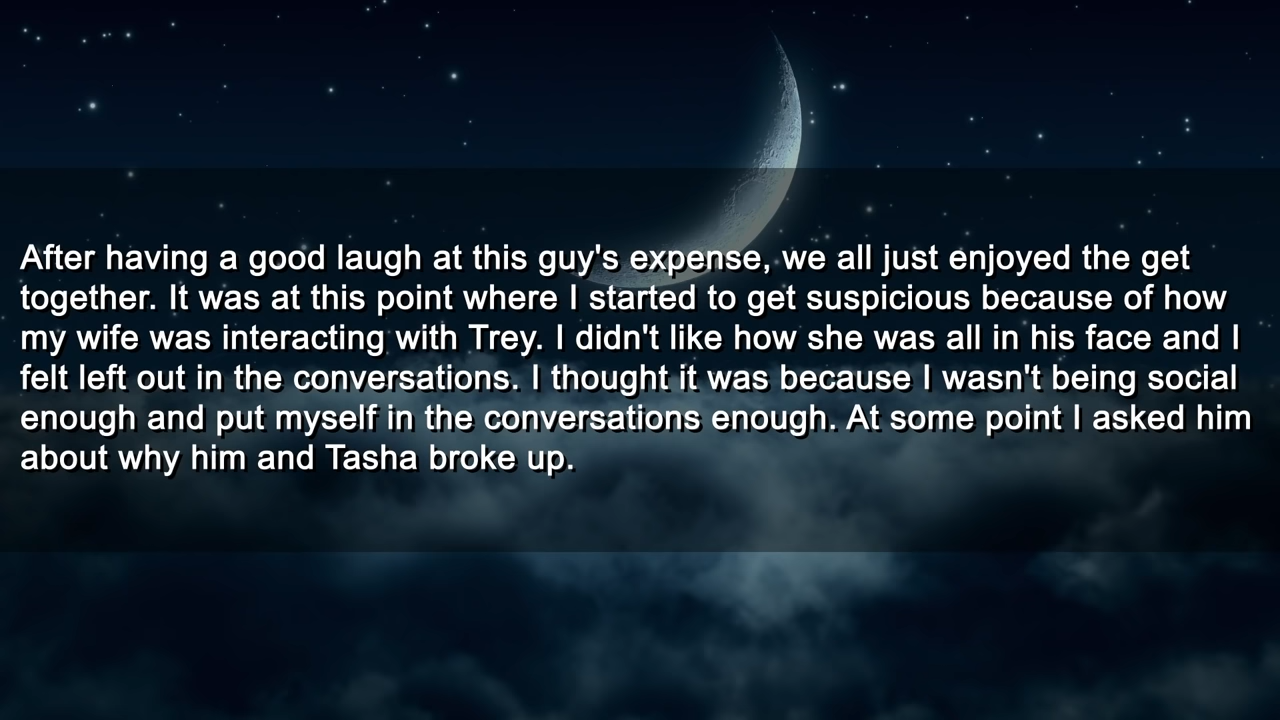 After having a good laugh at this guy's expense, we all just enjoyed the get
together. It was at this point where I started to get suspicious because of how
my wife was interacting with Trey. I didn't like how she was all in his face and I
felt left out in the conversations. I thought it was because I wasn't being social
enough and put myself in the conversations enough. At some point I asked him
about why him and Tasha broke up.